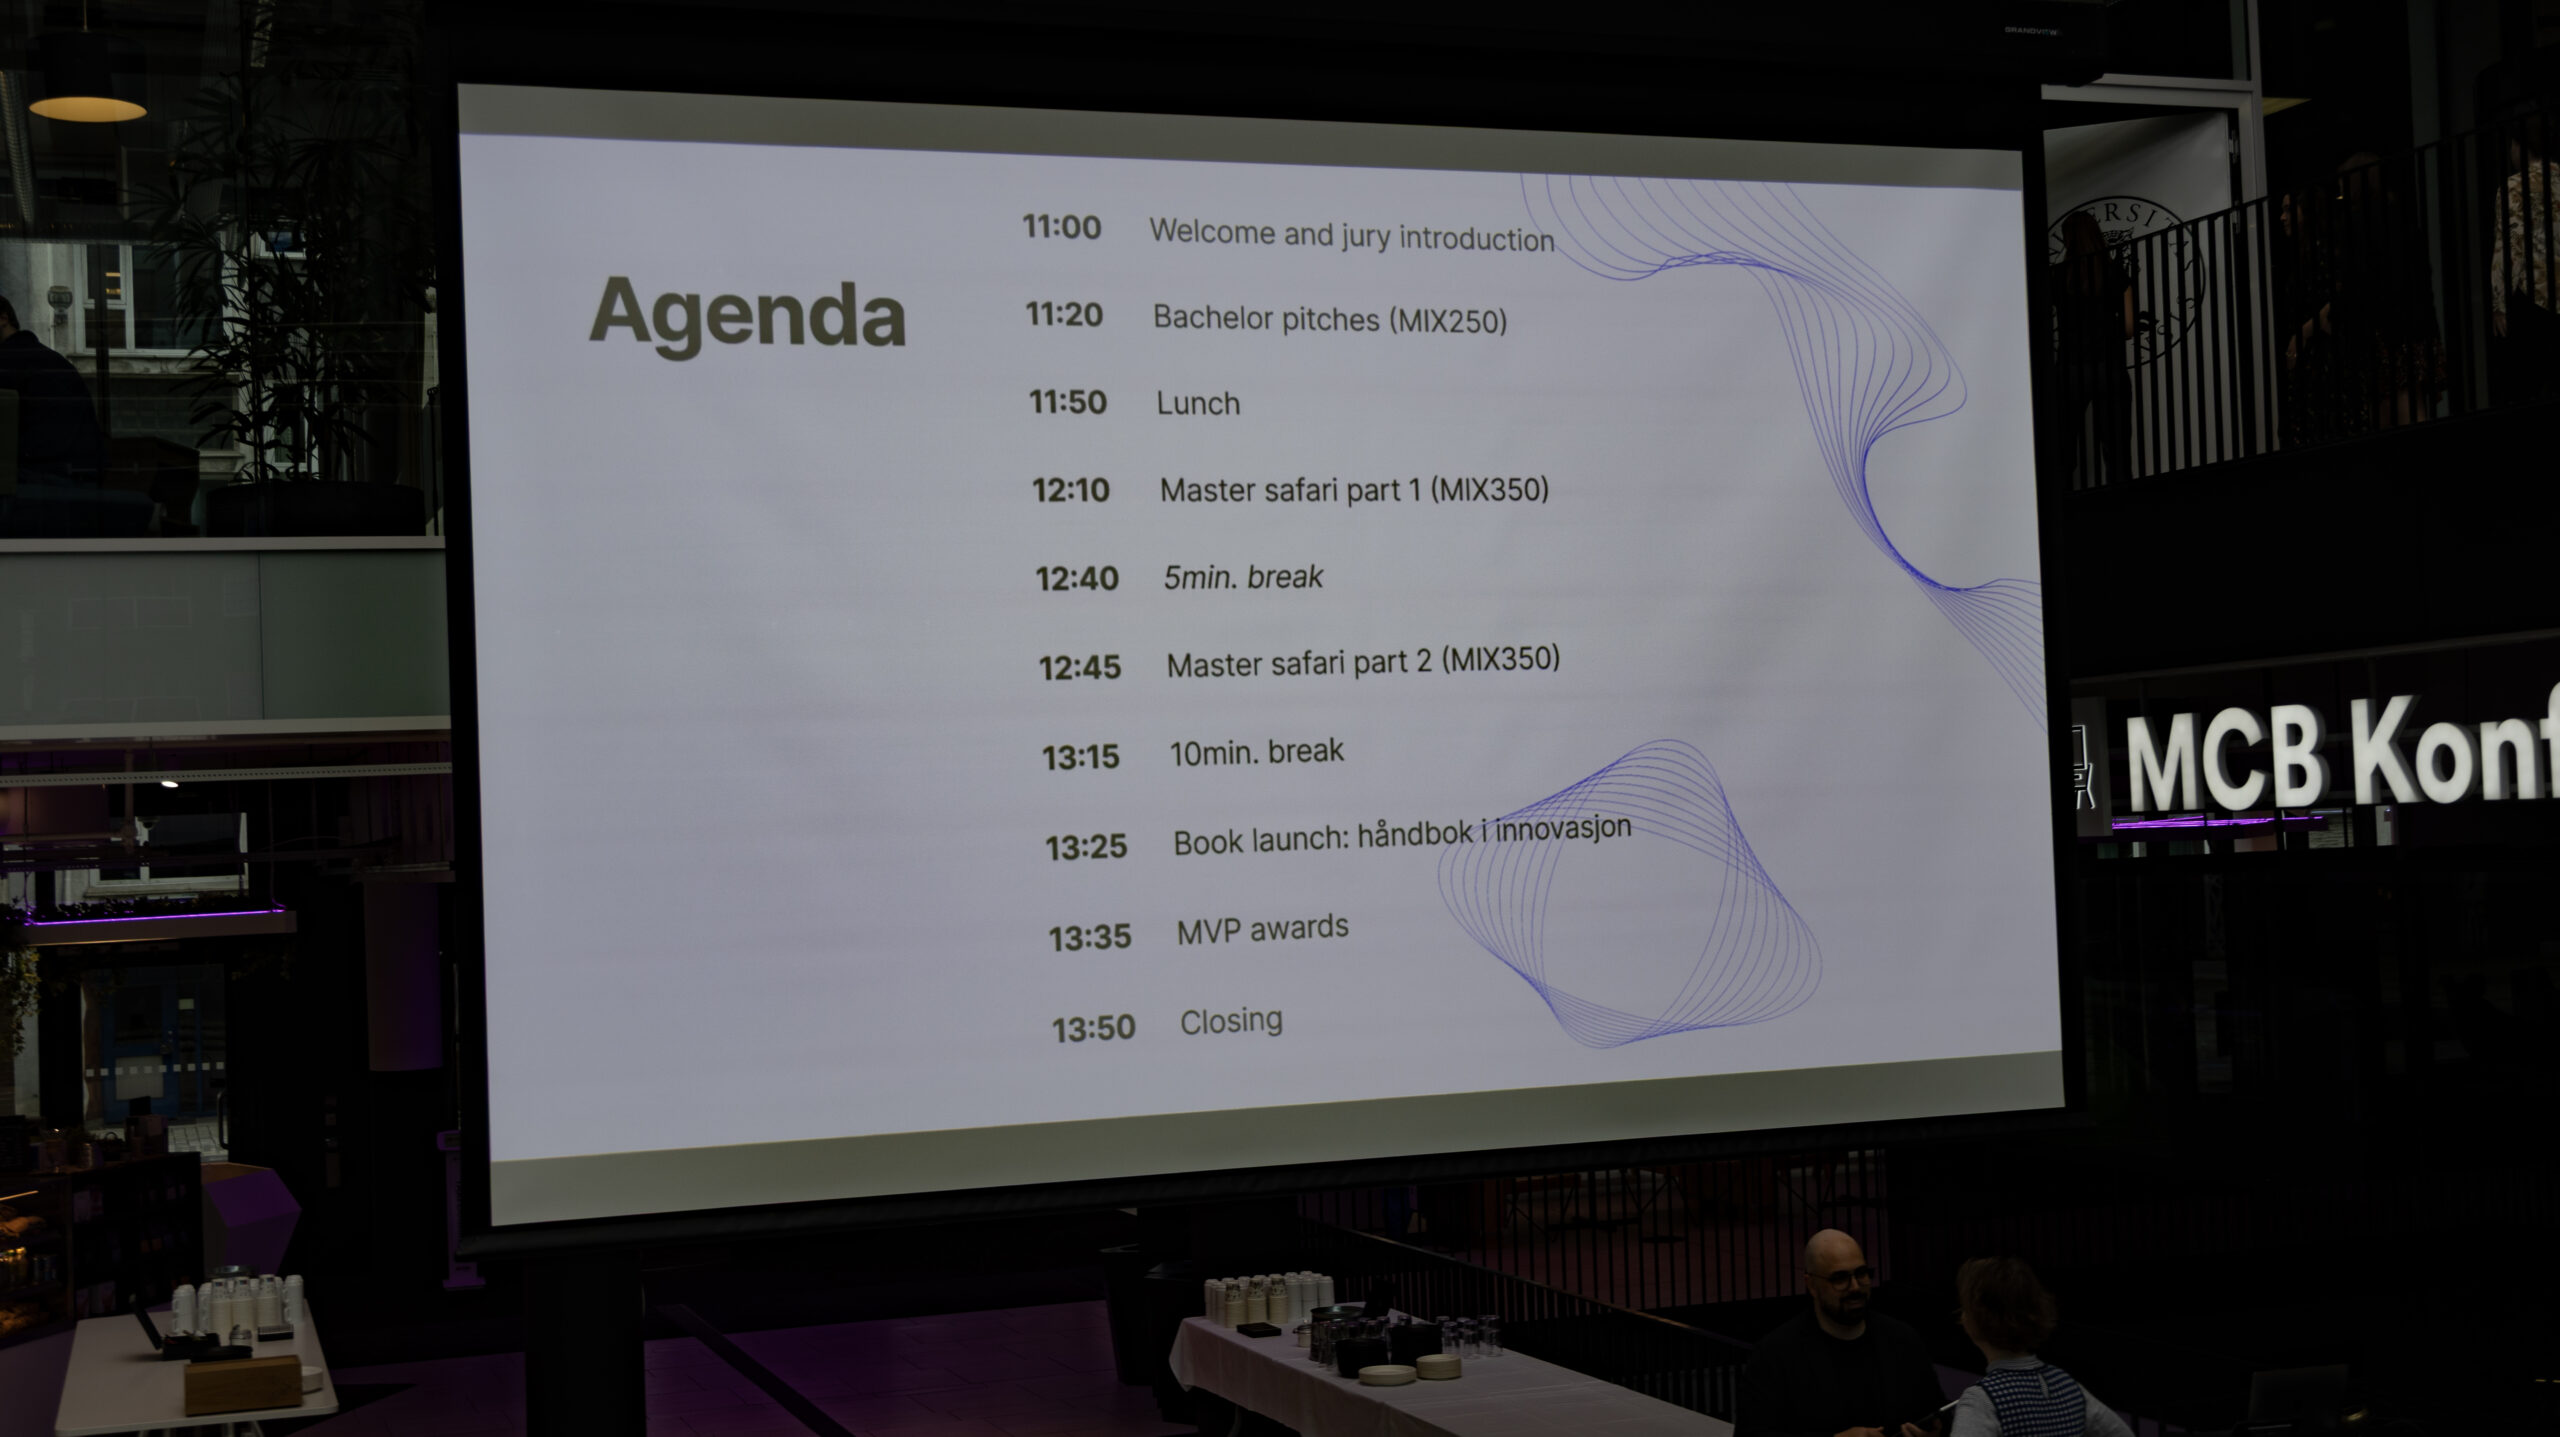 GRANDVIEW
Agenda
11:00 Welcome and jury introduction
11:20 Bachelor pitches (MIX250)
11:50 Lunch
12:10 Master safari part 1 (MIX350)
12:40 5min. break
12:45 Master safari part 2 (MIX350)
13:15 10min. break
13:25 Book launch: håndbok i innovasjon
13:35 MVP awards
13:50 Closing
ERSIT
MCB Konf